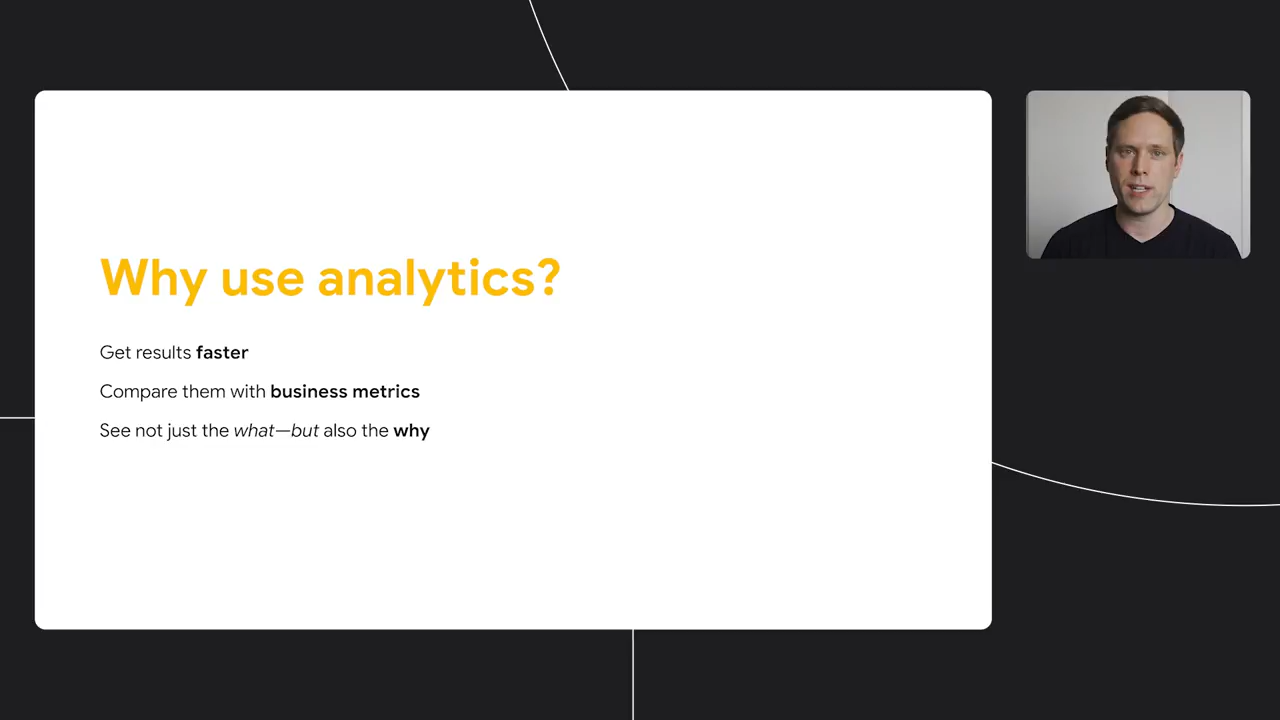 Why use analytics?
Get results faster
Compare them with business metrics
See not just the what—but also the why